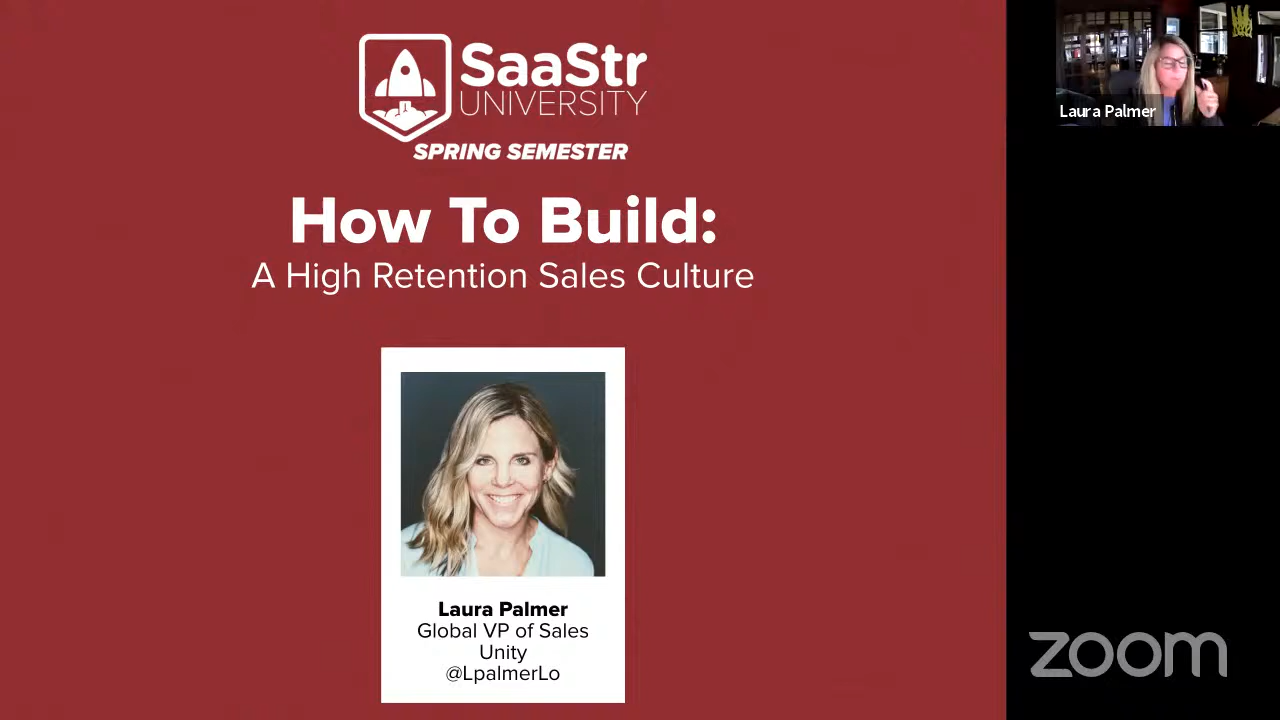 SaaStr
UNIVERSITY
SPRING SEMESTER
How To Build:
A High Retention Sales Culture
Laura Palmer
Global VP of Sales
Unity
@LpalmerLo
Laura Palmer
zoom